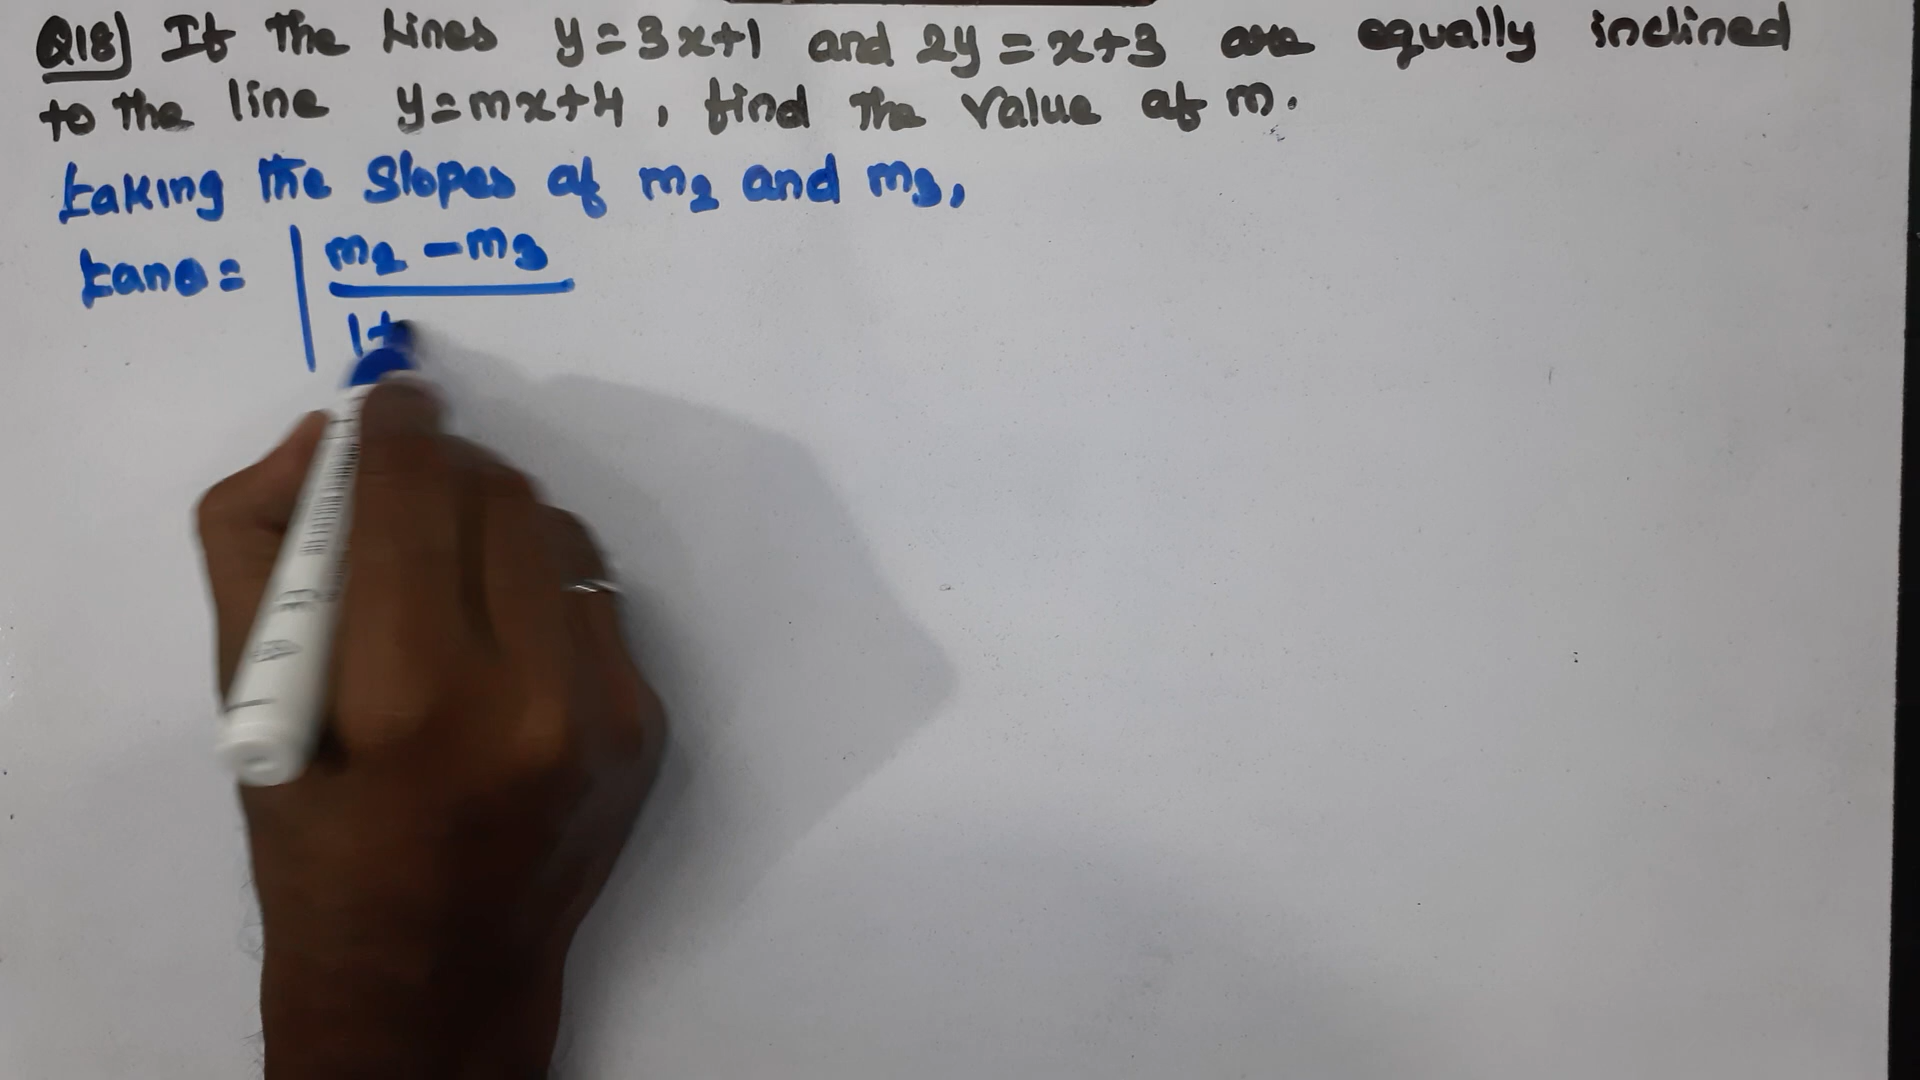 Q18) If the lines y=3x+1 and 2y=x+3 are equally inclined
to the line y=mx+4, find the value of m.
taking the slopes of m2 and m3,
tanθ= | m2 - m3
1+